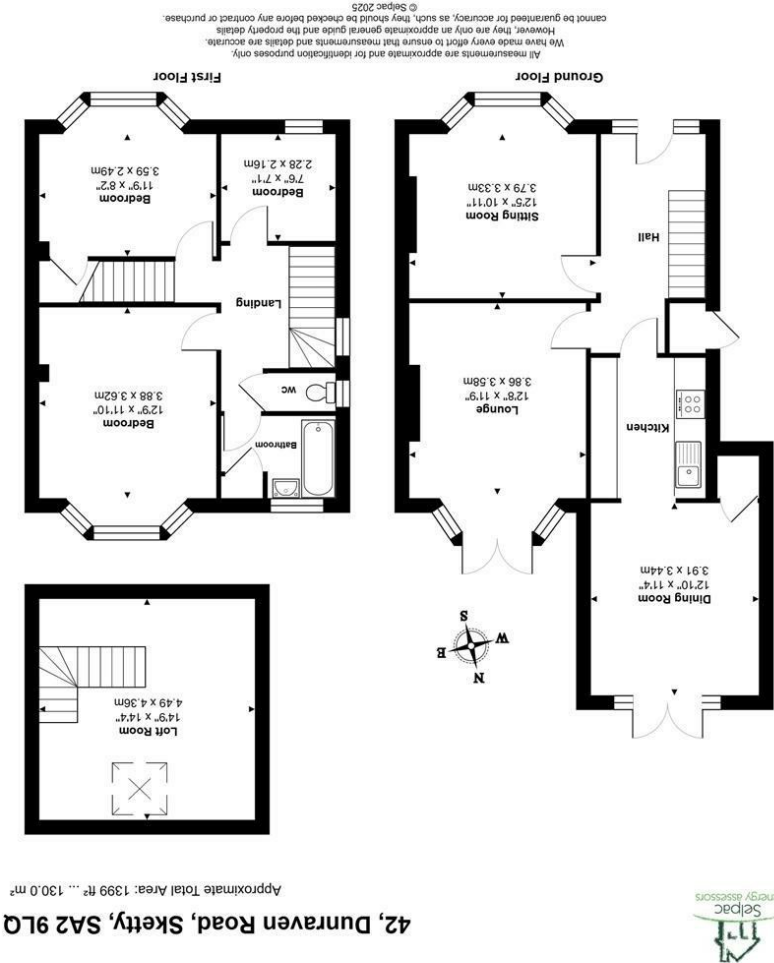 Selpac
nergy assessors
42, Dunraven Road, Sketty, SA2 9LQ
Approximate Total Area: 1399 ft² ... 130.0 m²
Dining Room
12'10" x 11'4"
3.91 x 3.44m
Kitchen
Lounge
12'8" x 11'9"
3.86 x 3.58m
Hall
Sitting Room
12'5" x 10'11"
3.79 x 3.33m
Ground Floor
N
W
E
S
Loft Room
14'9" x 14'4"
4.49 x 4.36m
Bathroom
WC
Bedroom
12'9" x 11'10"
3.88 x 3.62m
Landing
Bedroom
7'6" x 7'1"
2.28 x 2.16m
Bedroom
11'9" x 8'2"
3.59 x 2.49m
First Floor
All measurements are approximate and for identification purposes only.
We have made every effort to ensure that measurements and details are accurate.
However, they are only an approximate general guide and the property details
cannot be guaranteed for accuracy, as such, they should be checked before any contract or purchase.
© Selpac 2025